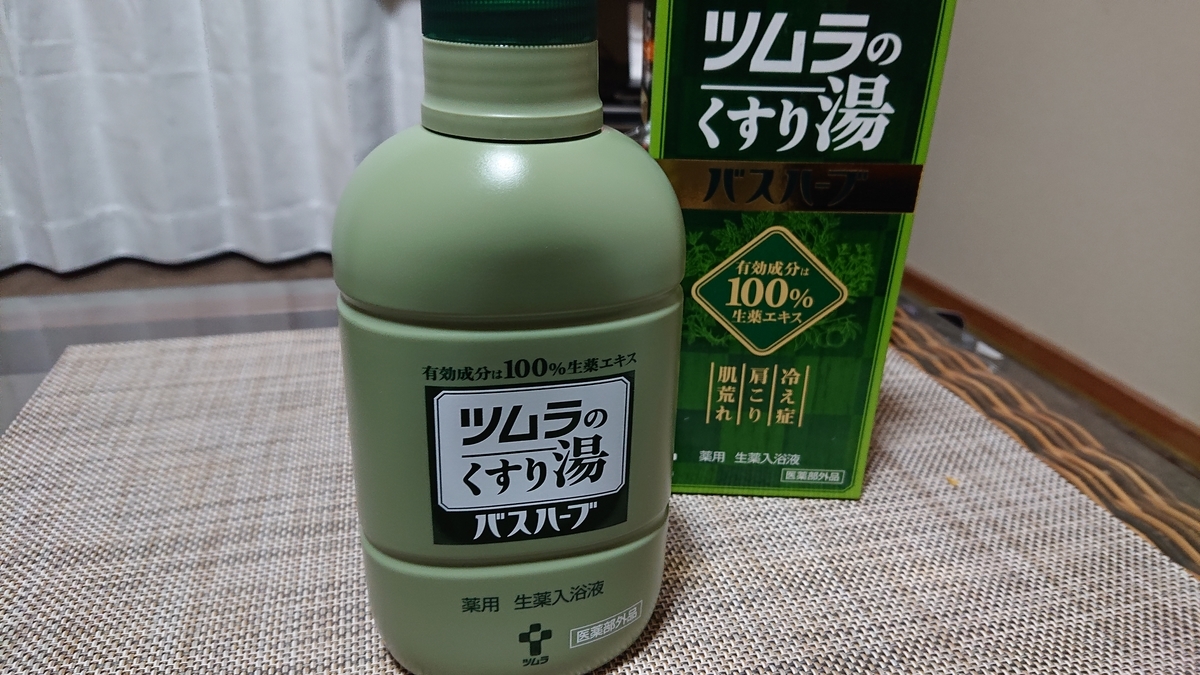 有効成分は100%生薬エキス
ツムラの
くすり湯
バスハーブ
薬用 生薬入浴液
医薬部外品
ツムラ
ツムラの
くすり湯
バスハーブ
有効成分は
100%
生薬エキス
冷え症
肩こり
肌荒れ
薬用 生薬入浴液
医薬部外品